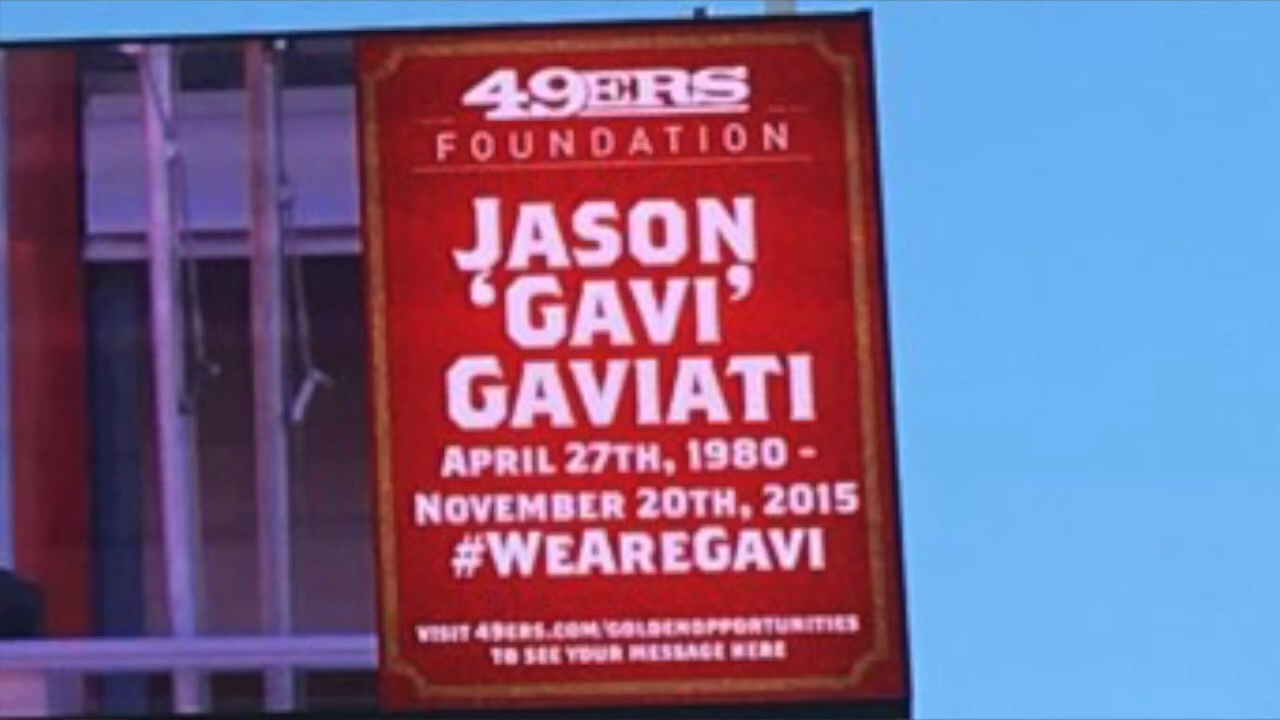 49ERS
FOUNDATION
JASON
‘GAVI’
GAVIATI
APRIL 27TH, 1980 -
NOVEMBER 20TH, 2015
#WEAREGAVI
VISIT 49ERS.COM/GOLDENOPPORTUNITIES
TO SEE YOUR MESSAGE HERE